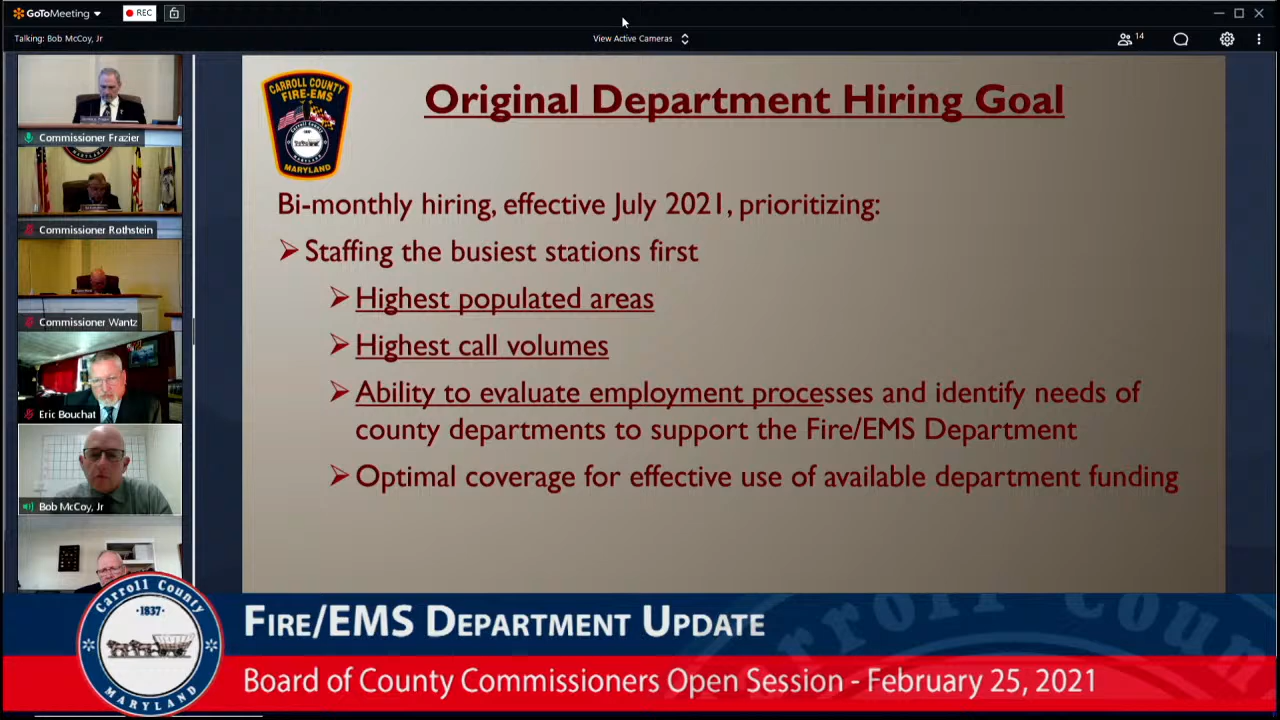 GoToMeeting
REC
Talking: Bob McCoy, Jr
View Active Cameras
14
Commissioner Frazier
Commissioner Rothstein
Commissioner Wantz
Eric Bouchat
Bob McCoy, Jr
CARROLL COUNTY
FIRE-EMS
MARYLAND
Original Department Hiring Goal
Bi-monthly hiring, effective July 2021, prioritizing:
Staffing the busiest stations first
Highest populated areas
Highest call volumes
Ability to evaluate employment processes and identify needs of
county departments to support the Fire/EMS Department
Optimal coverage for effective use of available department funding
Carroll County
1837
MARYLAND
FIRE/EMS DEPARTMENT UPDATE
Board of County Commissioners Open Session - February 25, 2021